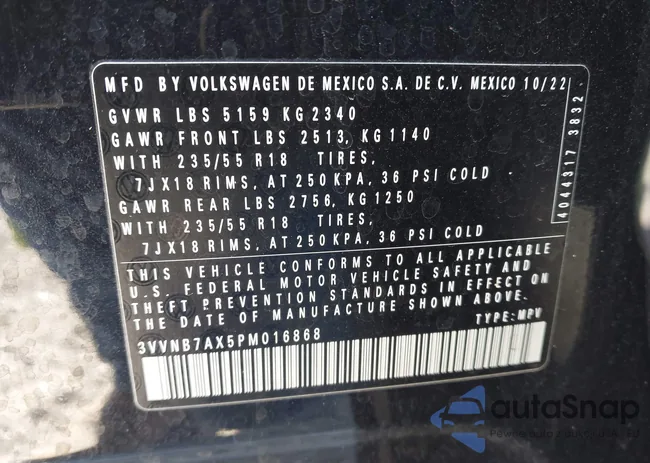 MFD BY VOLKSWAGEN DE MEXICO S.A. DE C.V. MEXICO 10/22
GVWR LBS 5159 KG 2340
GAWR FRONT LBS 2513, KG 1140
WITH 235/55 R18 TIRES,
7JX18 RIMS, AT 250 KPA, 36 PSI COLD
GAWR REAR LBS 2756, KG 1250
WITH 235/55 R18 TIRES,
7JX18 RIMS, AT 250 KPA, 36 PSI COLD
THIS VEHICLE CONFORMS TO ALL APPLICABLE
U.S. FEDERAL MOTOR VEHICLE SAFETY AND
THEFT PREVENTION STANDARDS IN EFFECT ON
THE DATE OF MANUFACTURE SHOWN ABOVE.
3VVNB7AX5PM016868 TYPE: MPV
4044317 3832
autoSnap